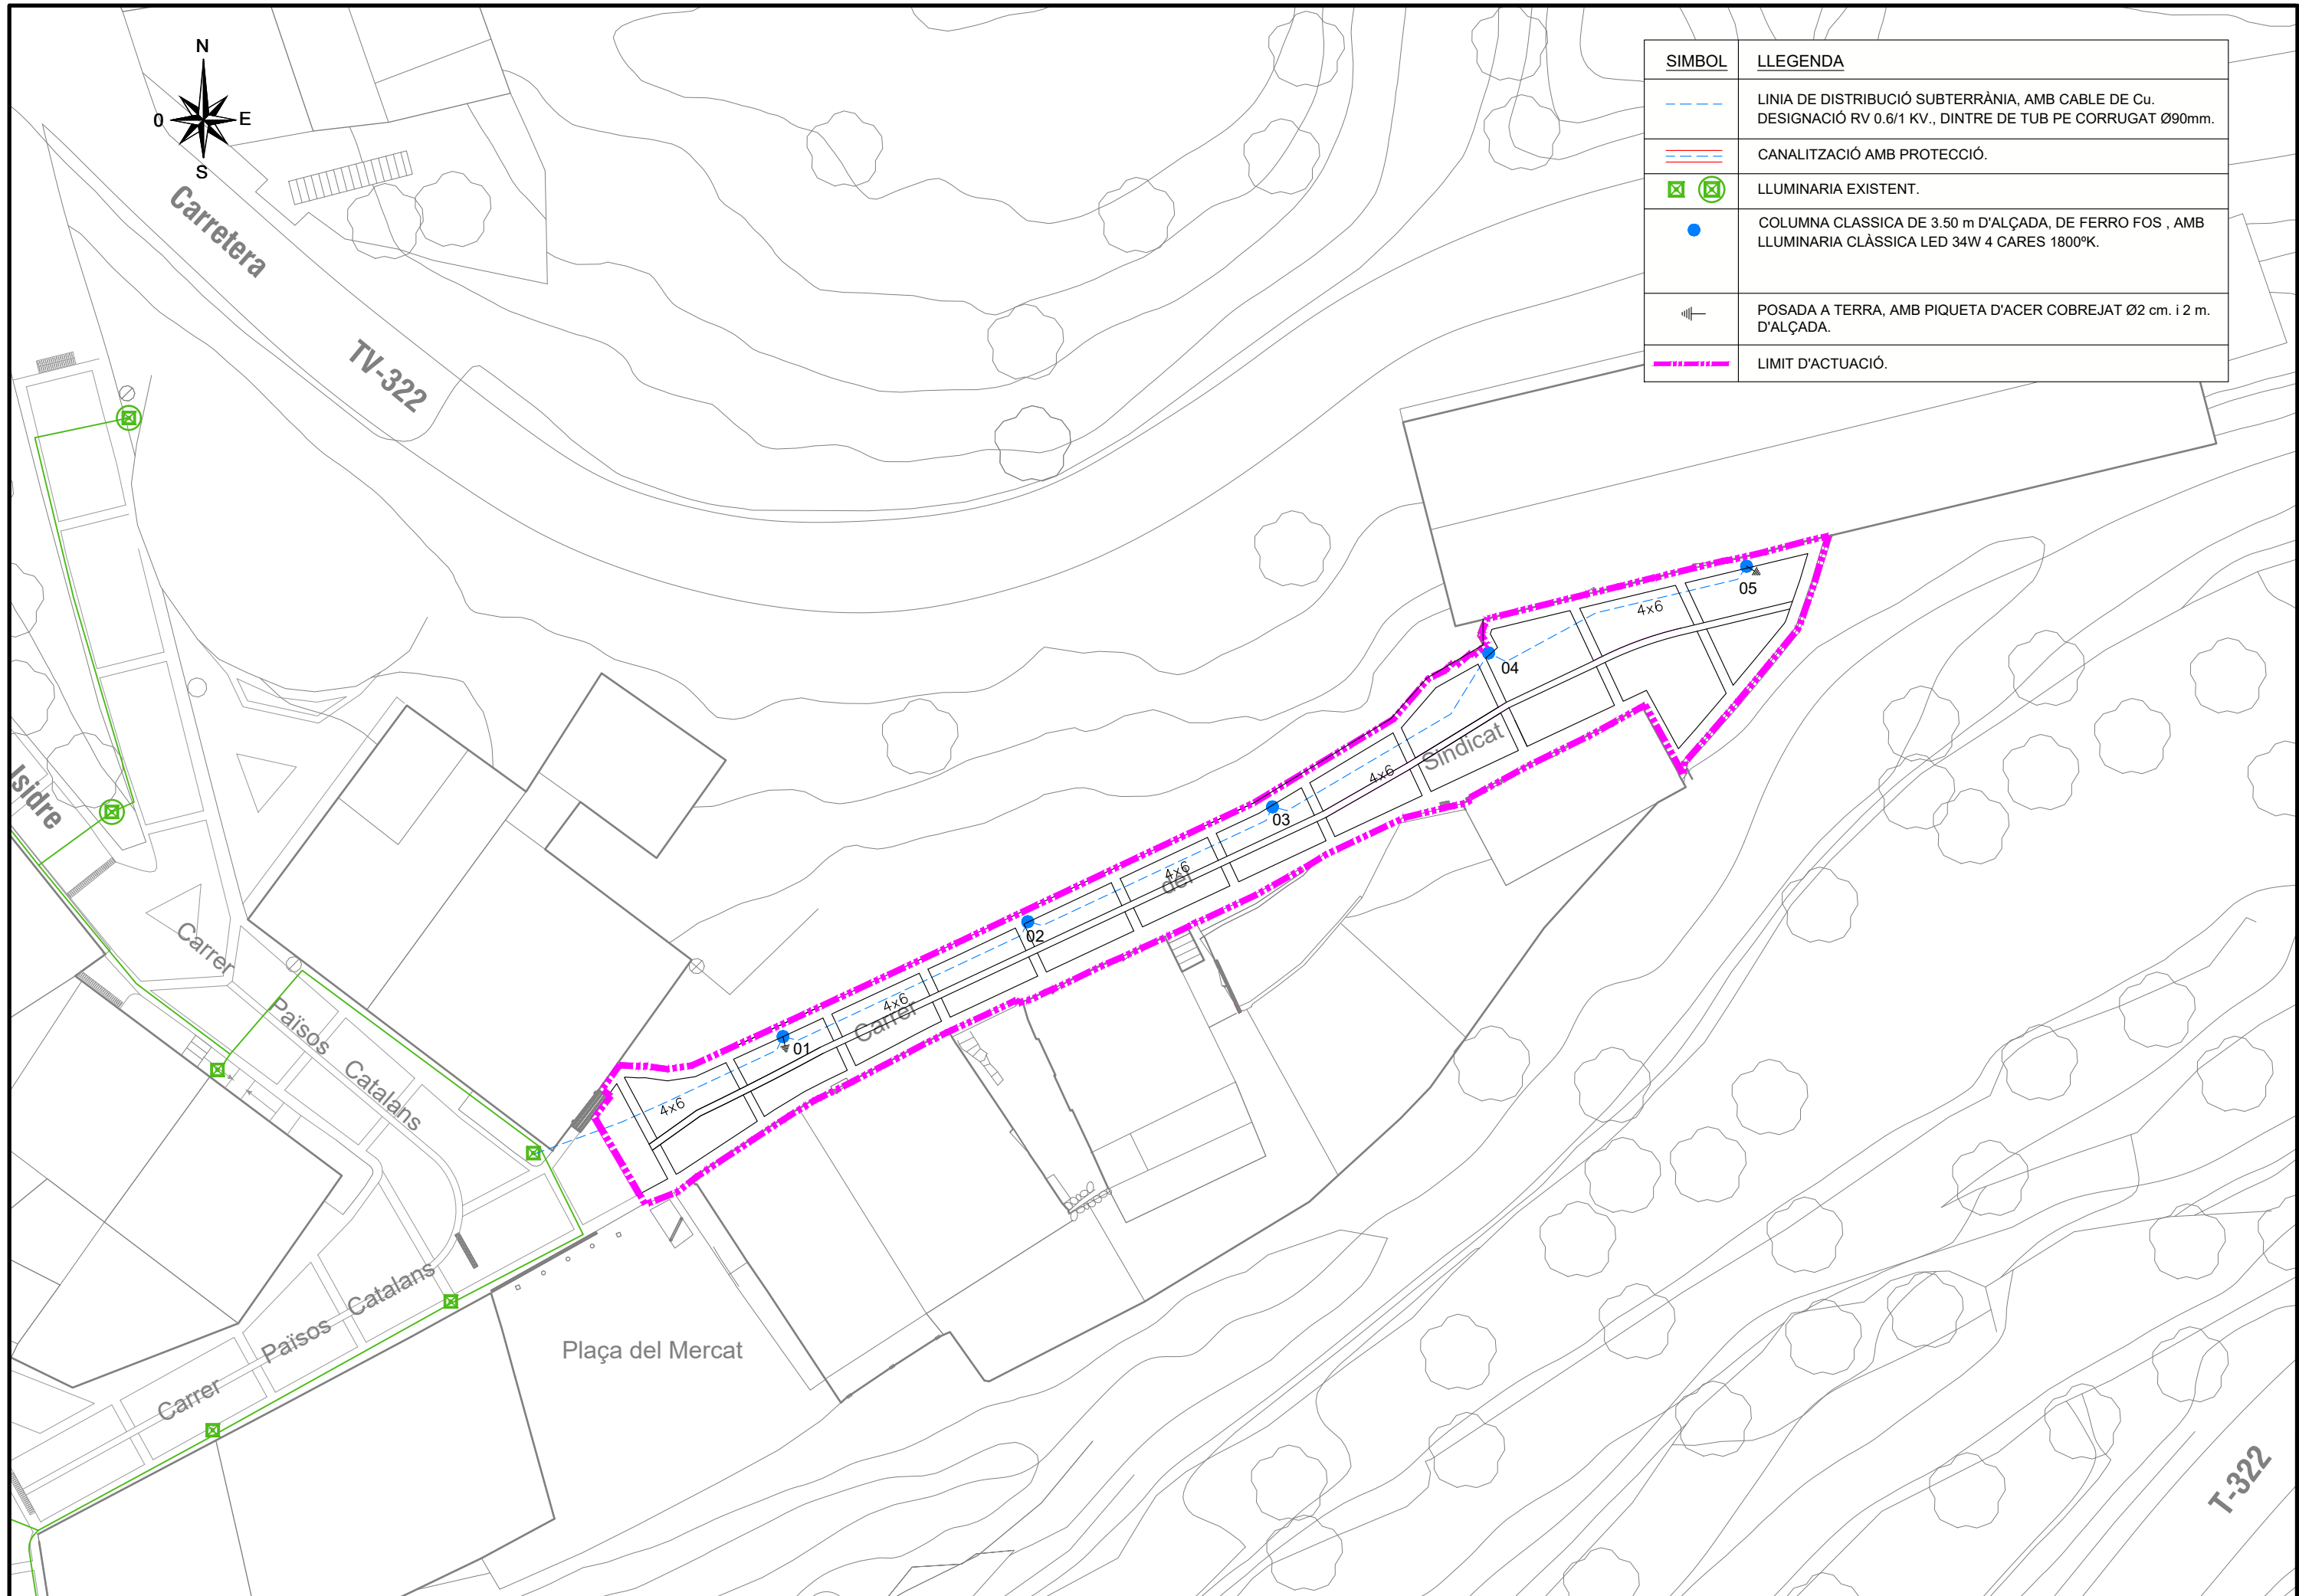 N
0
E
S
SIMBOL
LLEGENDA
LINIA DE DISTRIBUCIÓ SUBTERRÀNIA, AMB CABLE DE Cu.
DESIGNACIÓ RV 0.6/1 KV., DINTRE DE TUB PE CORRUGAT Ø90mm.
CANALITZACIÓ AMB PROTECCIÓ.
LLUMINARIA EXISTENT.
COLUMNA CLASSICA DE 3.50 m D'ALÇADA, DE FERRO FOS , AMB
LLUMINARIA CLÀSSICA LED 34W 4 CARES 1800ºK.
POSADA A TERRA, AMB PIQUETA D'ACER COBREJAT Ø2 cm. i 2 m.
D'ALÇADA.
LIMIT D'ACTUACIÓ.
Carretera
TV-322
05
4x6
04
Sindicat
4x6
03
4x6
del
02
4x6
Carrer
01
4x6
Isidre
Carrer
Països
Catalans
Carrer
Països
Catalans
Plaça del Mercat
T-322